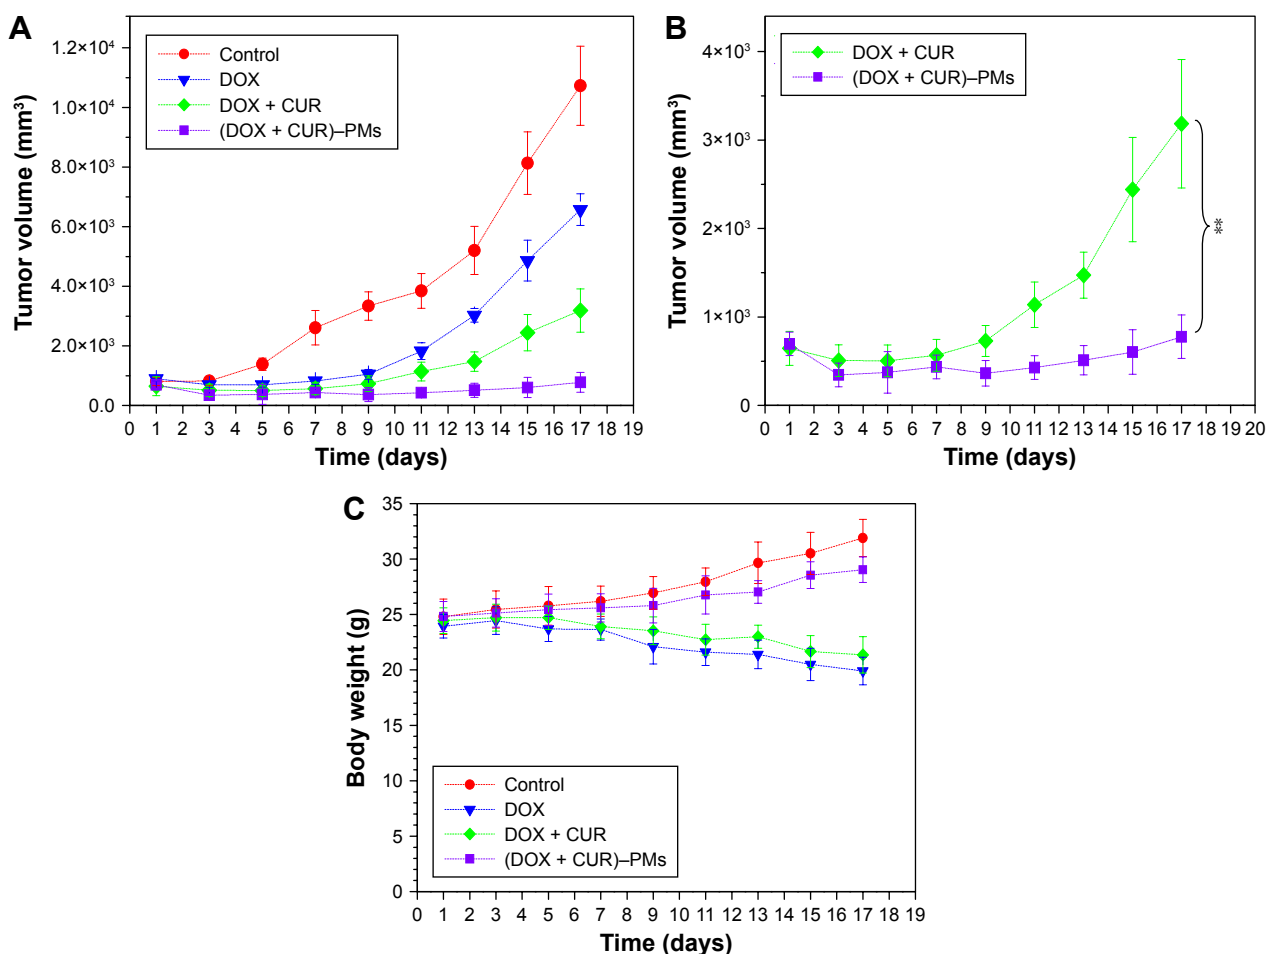 A
Control
DOX
DOX + CUR
(DOX + CUR)–PMs
Tumor volume (mm³)
1.2×10⁴
1.0×10⁴
8.0×10³
6.0×10³
4.0×10³
2.0×10³
0.0
0 1 2 3 4 5 6 7 8 9 10 11 12 13 14 15 16 17 18 19
Time (days)
B
DOX + CUR
(DOX + CUR)–PMs
Tumor volume (mm³)
4×10³
3×10³
2×10³
1×10³
0
**
0 1 2 3 4 5 6 7 8 9 10 11 12 13 14 15 16 17 18 19 20
Time (days)
C
Body weight (g)
35
30
25
20
15
10
5
0
Control
DOX
DOX + CUR
(DOX + CUR)–PMs
0 1 2 3 4 5 6 7 8 9 10 11 12 13 14 15 16 17 18 19
Time (days)